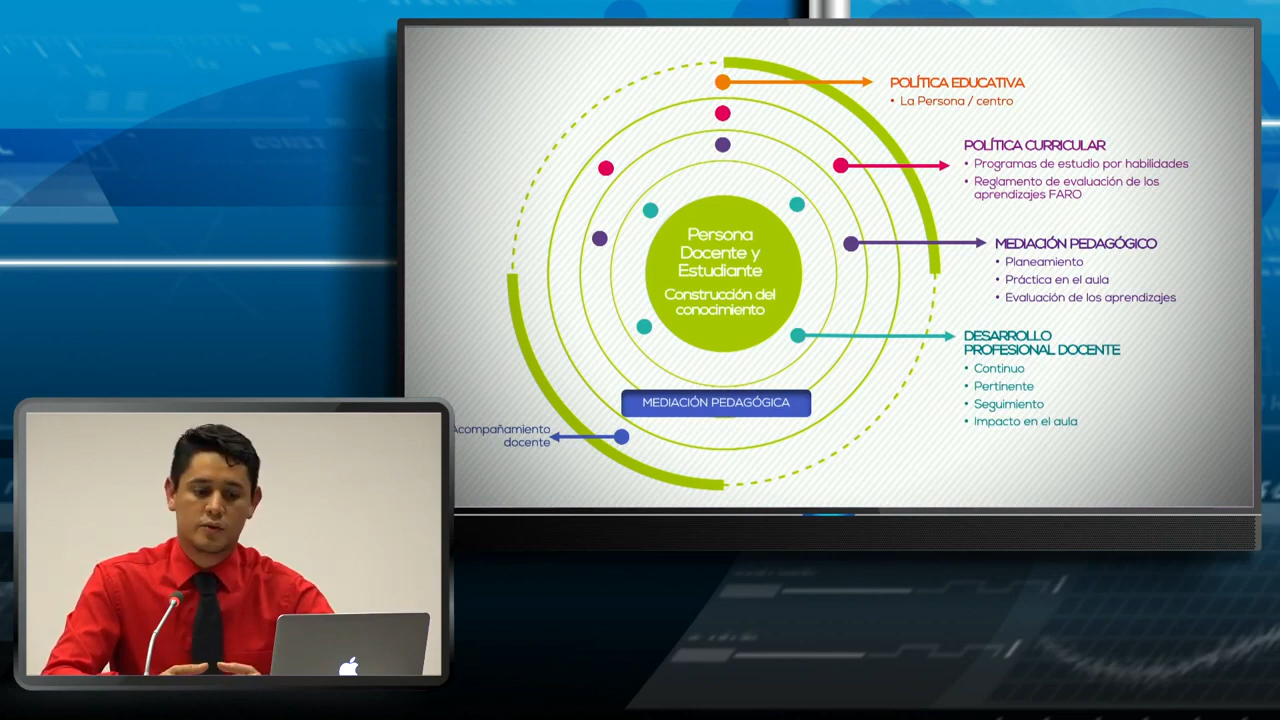 POLÍTICA EDUCATIVA
• La Persona / centro
POLÍTICA CURRICULAR
• Programas de estudio por habilidades
• Reglamento de evaluación de los
aprendizajes FARO
Persona
Docente y
Estudiante
Construcción del
conocimiento
MEDIACIÓN PEDAGÓGICO
• Planeamiento
• Práctica en el aula
• Evaluación de los aprendizajes
DESARROLLO
PROFESIONAL DOCENTE
• Continuo
• Pertinente
• Seguimiento
• Impacto en el aula
MEDIACIÓN PEDAGÓGICA
Acompañamiento
docente